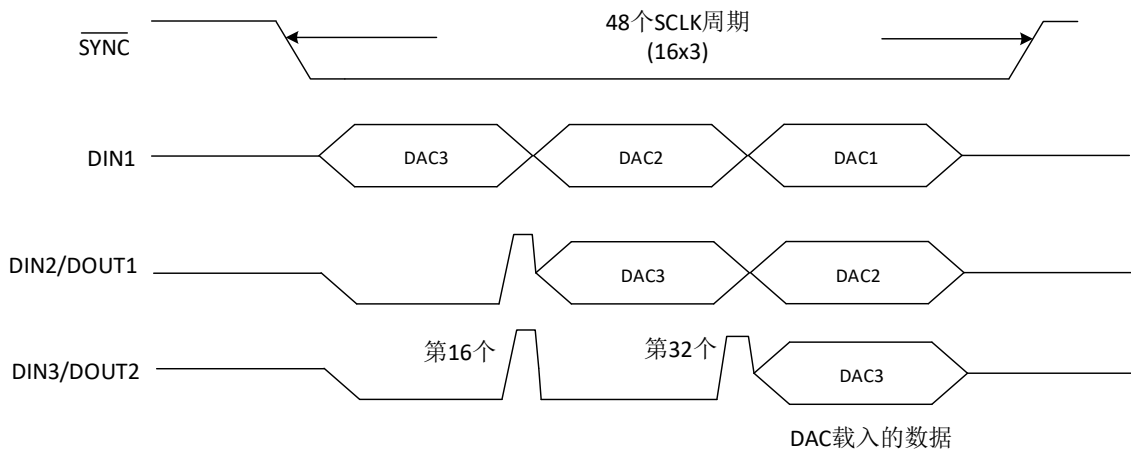 48个SCLK周期
(16x3)
SYNC
DIN1
DAC3
DAC2
DAC1
DIN2/DOUT1
DAC3
DAC2
第16个
第32个
DIN3/DOUT2
DAC3
DAC载入的数据